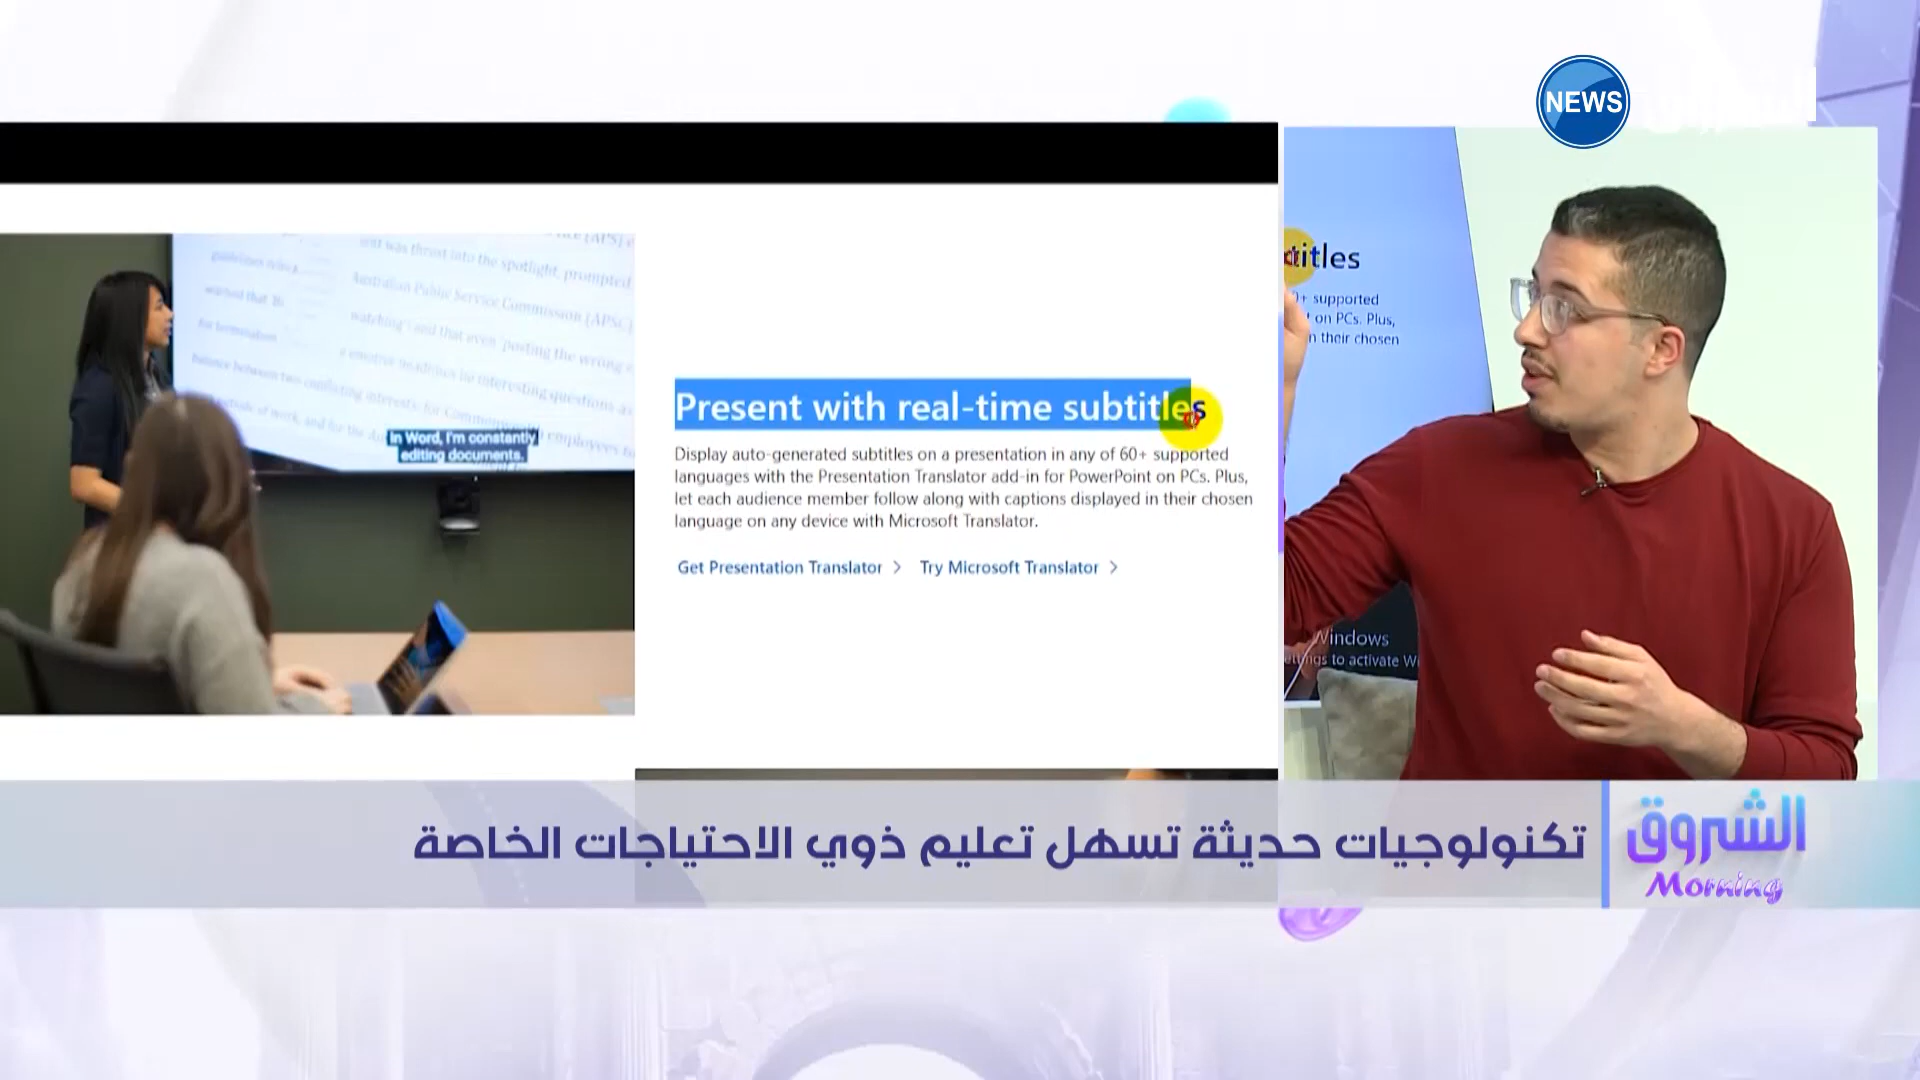 NEWS
In Word, I'm constantly
editing documents.
Present with real-time subtitles
Display auto-generated subtitles on a presentation in any of 60+ supported
languages with the Presentation Translator add-in for PowerPoint on PCs. Plus,
let each audience member follow along with captions displayed in their chosen
language on any device with Microsoft Translator.
Get Presentation Translator
Try Microsoft Translator
supported
on PCs. Plus,
their chosen
Windows
to activate
تكنولوجيات حديثة تسهل تعليم ذوي الاحتياجات الخاصة
الشروق
Morning